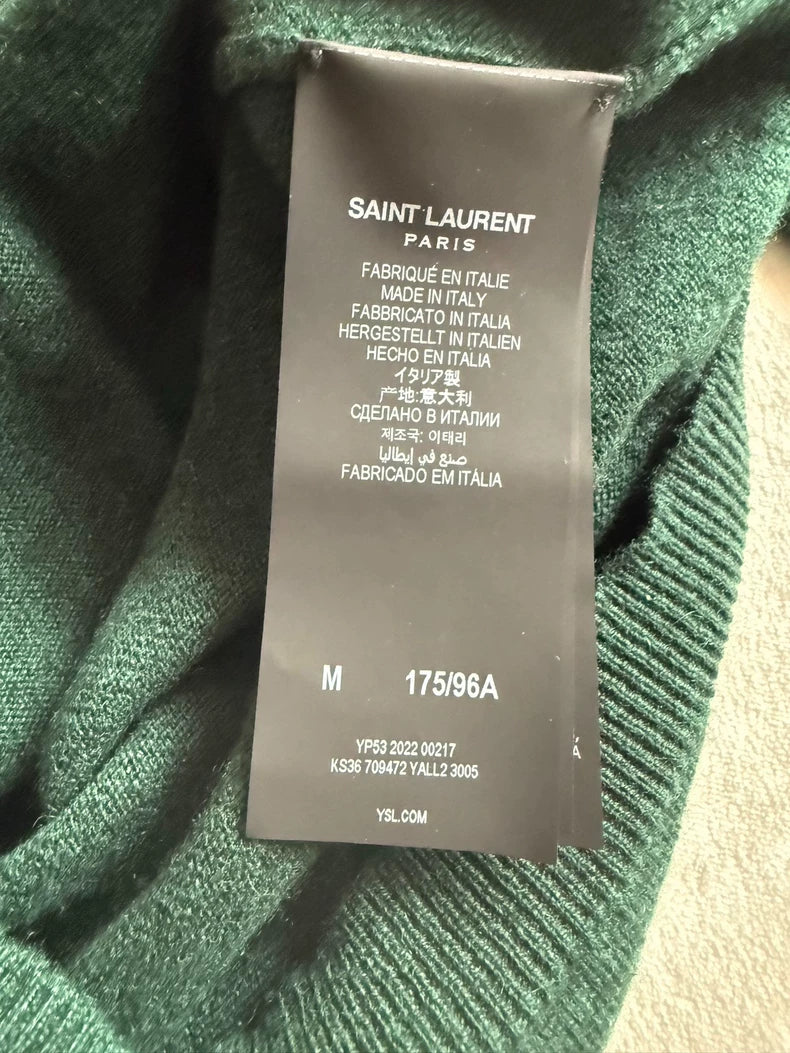 SAINT LAURENT
PARIS
FABRIQUÉ EN ITALIE
MADE IN ITALY
FABBRICATO IN ITALIA
HERGESTELLT IN ITALIEN
HECHO EN ITALIA
イタリア製
产地:意大利
СДЕЛАНО В ИТАЛИИ
제조국: 이태리
صنع في إيطاليا
FABRICADO EM ITÁLIA
M 175/96A
YP53 2022 00217
KS36 709472 YALL2 3005
YSL.COM